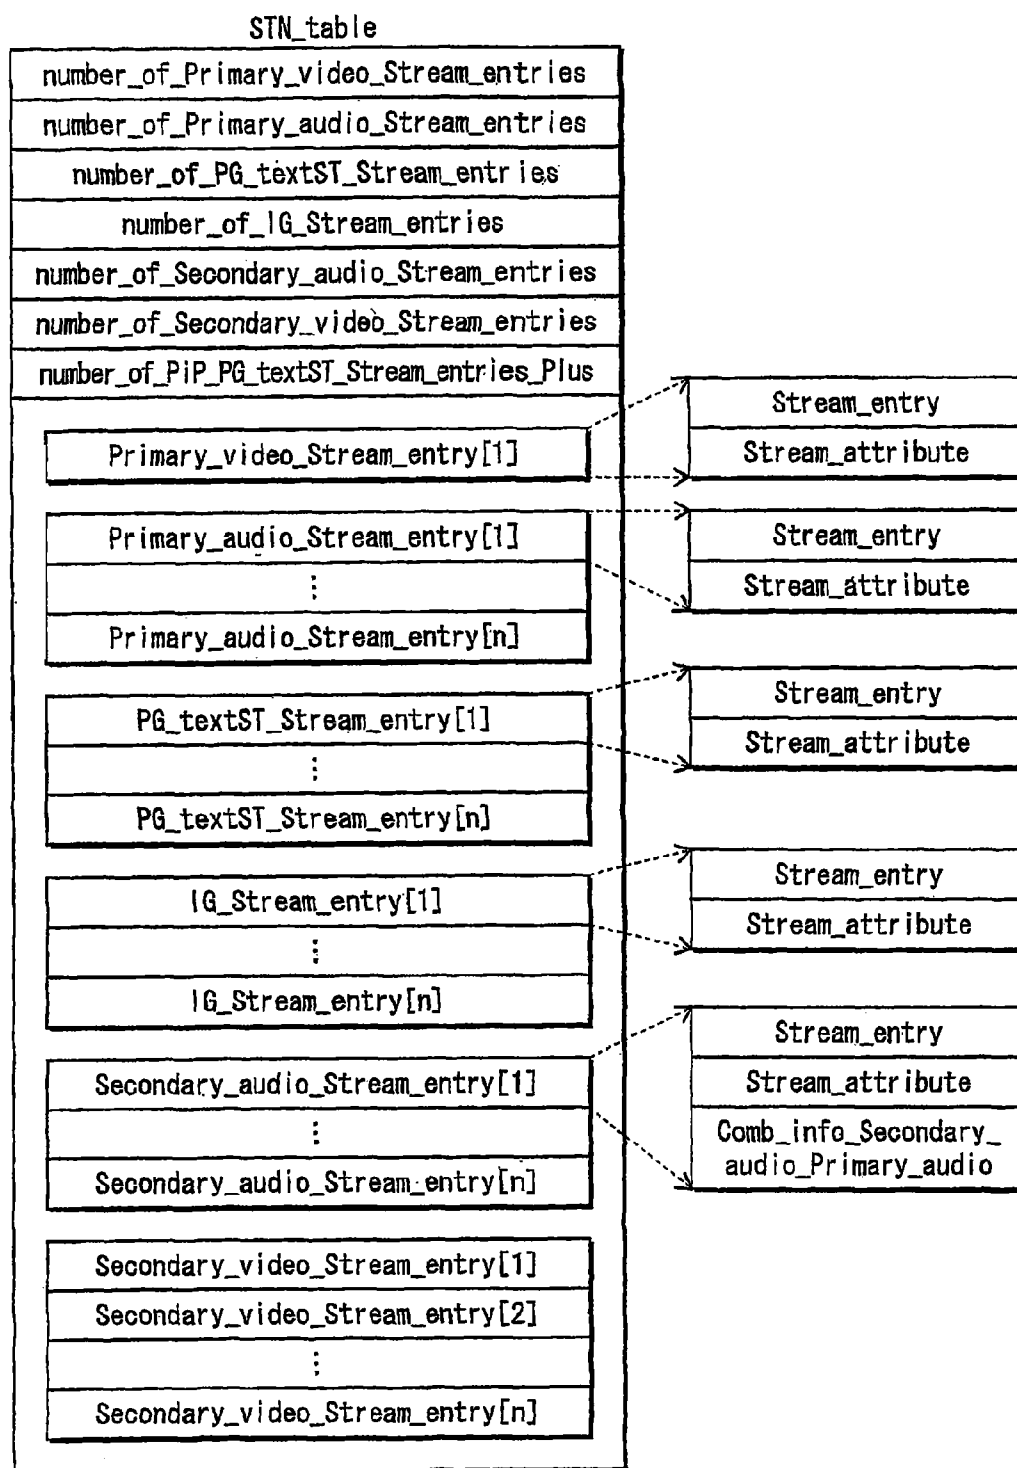 STN_table
number_of_Primary_video_Stream_entries
number_of_Primary_audio_Stream_entries
number_of_PG_textST_Stream_entries
number_of_IG_Stream_entries
number_of_Secondary_audio_Stream_entries
number_of_Secondary_video_Stream_entries
number_of_PiP_PG_textST_Stream_entries_Plus
Primary_video_Stream_entry[1]
Stream_entry
Stream_attribute
Primary_audio_Stream_entry[1]
⋮
Primary_audio_Stream_entry[n]
Stream_entry
Stream_attribute
PG_textST_Stream_entry[1]
⋮
PG_textST_Stream_entry[n]
Stream_entry
Stream_attribute
IG_Stream_entry[1]
⋮
IG_Stream_entry[n]
Stream_entry
Stream_attribute
Secondary_audio_Stream_entry[1]
⋮
Secondary_audio_Stream_entry[n]
Stream_entry
Stream_attribute
Comb_info_Secondary_
audio_Primary_audio
Secondary_video_Stream_entry[1]
Secondary_video_Stream_entry[2]
⋮
Secondary_video_Stream_entry[n]